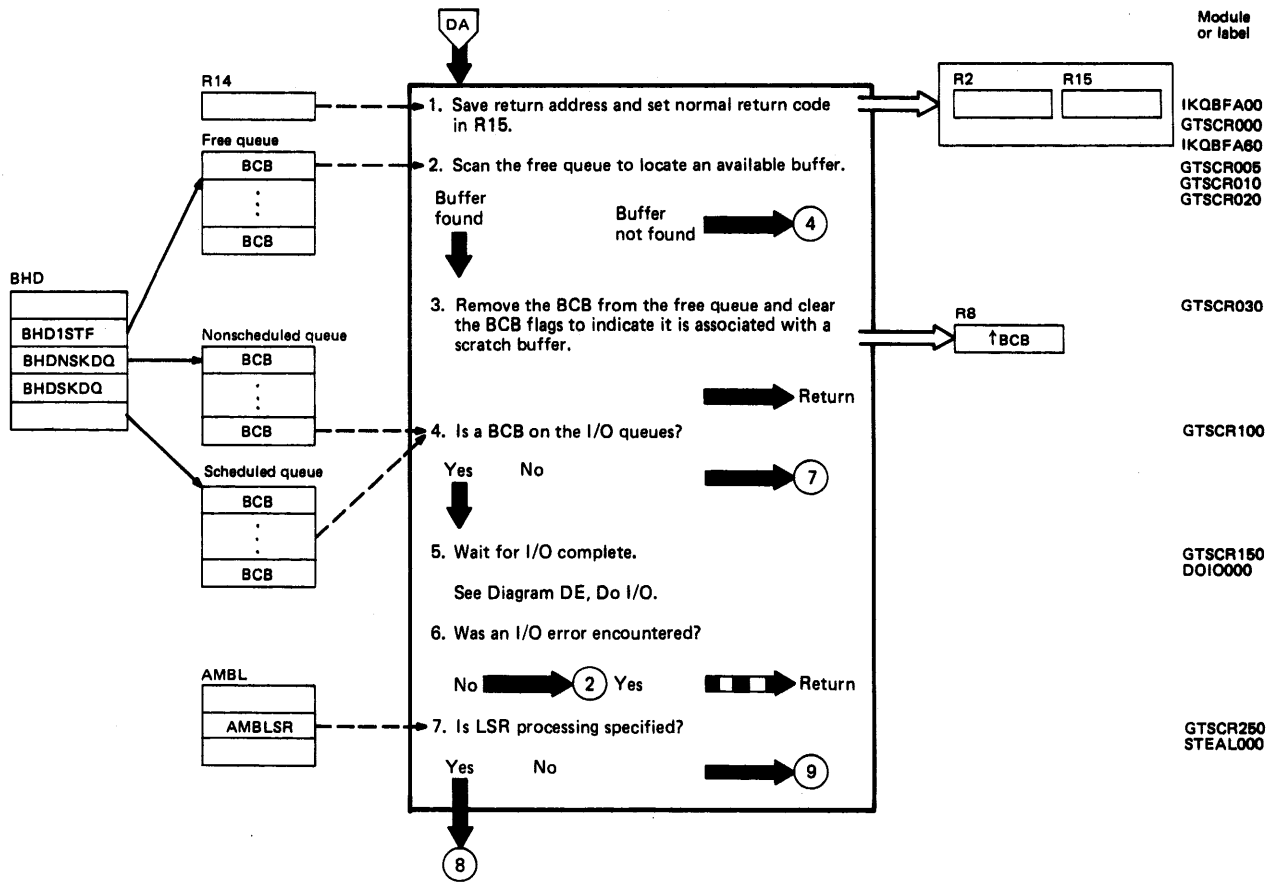 DA
Module
or label
R14
R2
R15
1. Save return address and set normal return code
in R15.
IKQBFA00
GTSCR000
IKQBFA60
Free queue
BCB
BCB
2. Scan the free queue to locate an available buffer.
GTSCR005
GTSCR010
GTSCR020
Buffer
found
Buffer
not found
4
BHD
BHD1STF
BHDNSKDQ
BHDSKDQ
3. Remove the BCB from the free queue and clear
the BCB flags to indicate it is associated with a
scratch buffer.
GTSCR030
R8
↑BCB
Nonscheduled queue
BCB
BCB
Return
4. Is a BCB on the I/O queues?
GTSCR100
Yes No
7
Scheduled queue
BCB
BCB
5. Wait for I/O complete.
GTSCR150
DOIO000
See Diagram DE, Do I/O.
6. Was an I/O error encountered?
No 2 Yes Return
AMBL
AMBLSR
7. Is LSR processing specified?
GTSCR250
STEAL000
Yes No
9
8